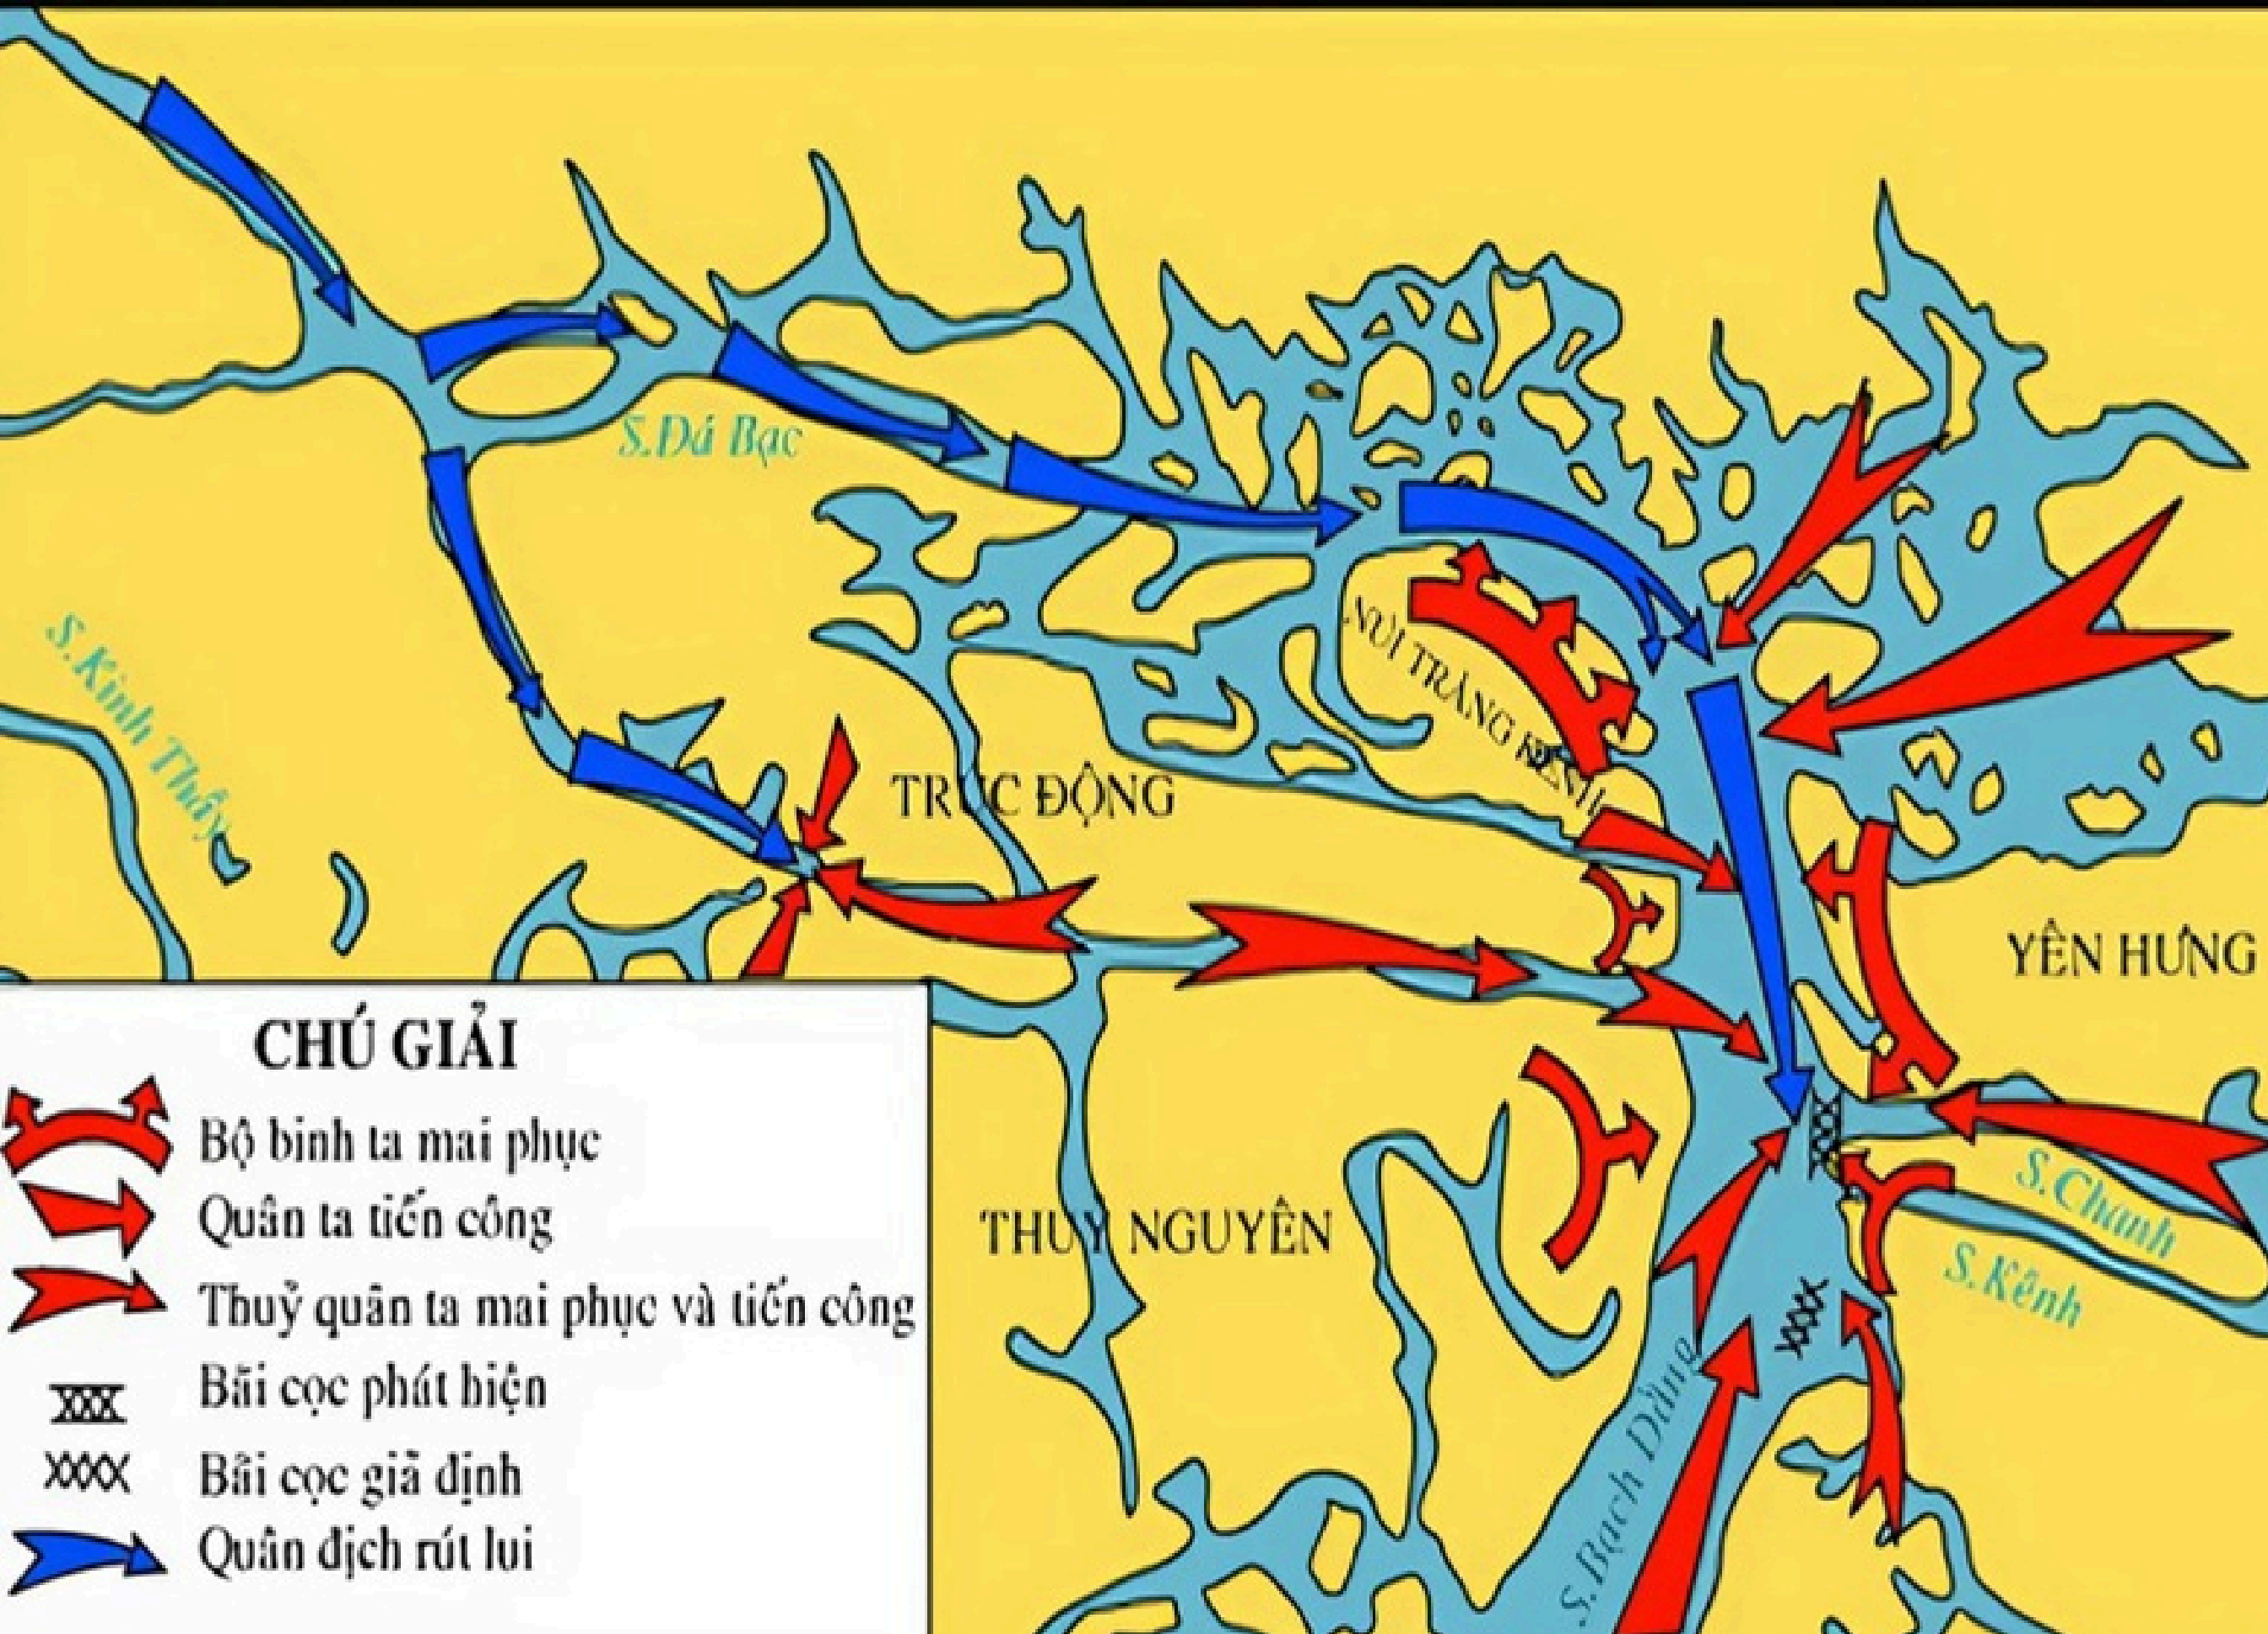 S.Đá Bạc
S.Kinh Thầy
NÚI TRÀNG KÊNH
TRÚC ĐỘNG
YÊN HƯNG
THUỶ NGUYÊN
S.Chanh
S.Kênh
S.Bạch Đằng
CHÚ GIẢI
Bộ binh ta mai phục
Quân ta tiến công
Thuỷ quân ta mai phục và tiến công
Bãi cọc phát hiện
Bãi cọc giả định
Quân địch rút lui